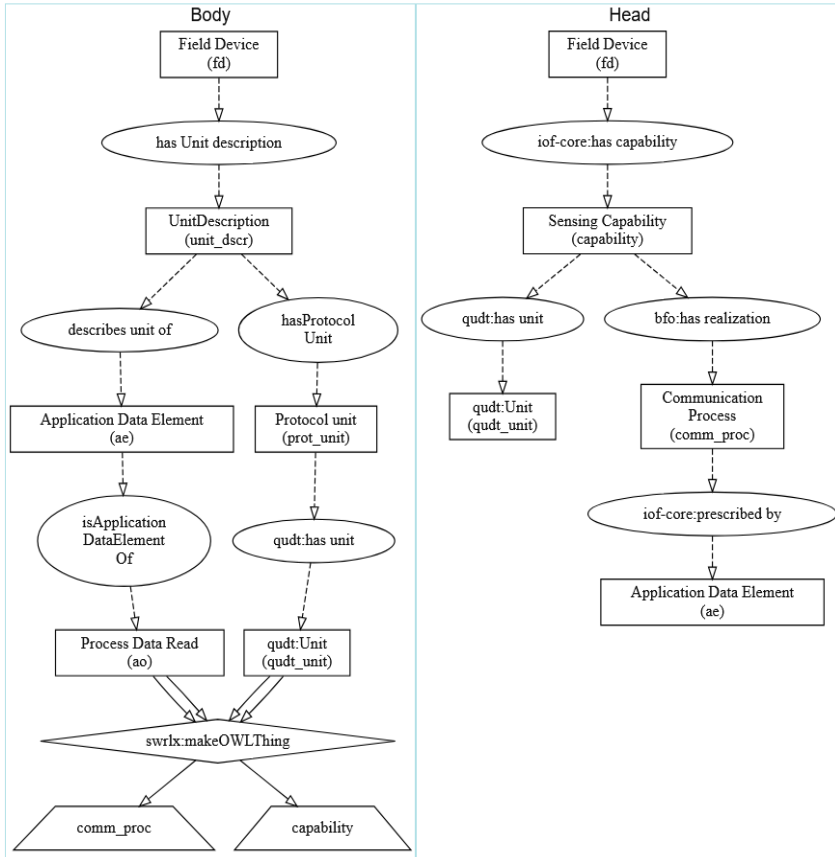 Body
Field Device
(fd)
has Unit description
UnitDescription
(unit_dscr)
describes unit of
hasProtocol
Unit
Application Data Element
(ae)
Protocol unit
(prot_unit)
isApplication
DataElement
Of
qudt:has unit
Process Data Read
(ao)
qudt:Unit
(qudt_unit)
swrlx:makeOWLThing
comm_proc
capability
Head
Field Device
(fd)
iof-core:has capability
Sensing Capability
(capability)
qudt:has unit
bfo:has realization
qudt:Unit
(qudt_unit)
Communication
Process
(comm_proc)
iof-core:prescribed by
Application Data Element
(ae)